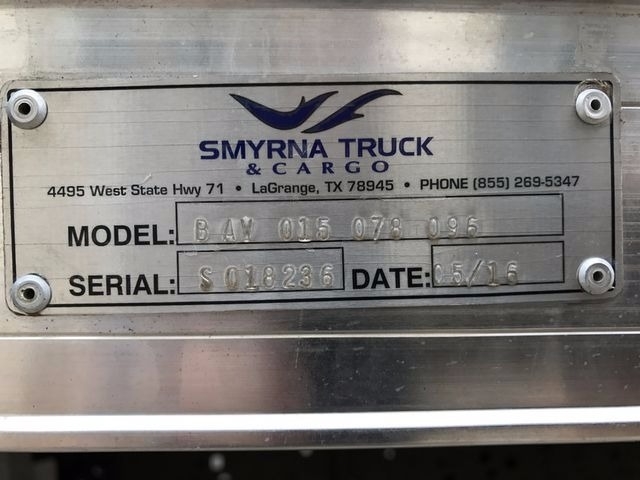 SMYRNA TRUCK
& CARGO
4495 West State Hwy 71 • LaGrange, TX 78945 • PHONE (855) 269-5347
MODEL: BAY 015 078 096
SERIAL: S018236 DATE: 05/16